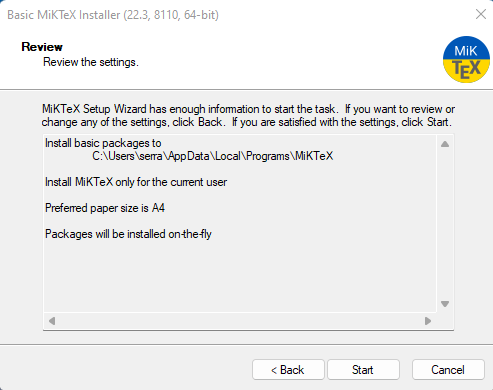 Basic MiKTeX Installer (22.3, 8110, 64-bit)
Review
Review the settings.
MiK
TEX
MiKTeX Setup Wizard has enough information to start the task. If you want to review or
change any of the settings, click Back. If you are satisfied with the settings, click Start.
Install basic packages to
C:\Users\serra\AppData\Local\Programs\MiKTeX
Install MiKTeX only for the current user
Preferred paper size is A4
Packages will be installed on-the-fly
< Back
Start
Cancel